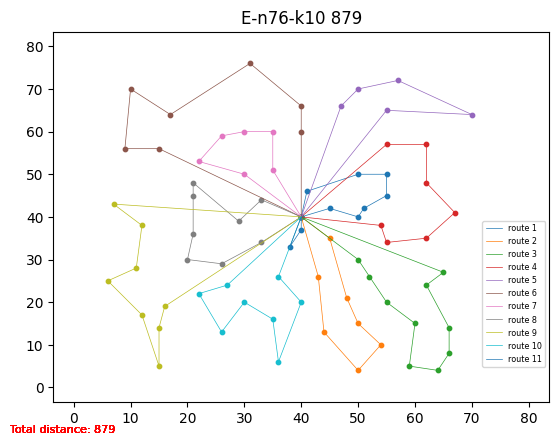 E-n76-k10 879
80
70
60
50
40
30
20
10
0
route 1
route 2
route 3
route 4
route 5
route 6
route 7
route 8
route 9
route 10
route 11
0 10 20 30 40 50 60 70 80
Total distance: 879